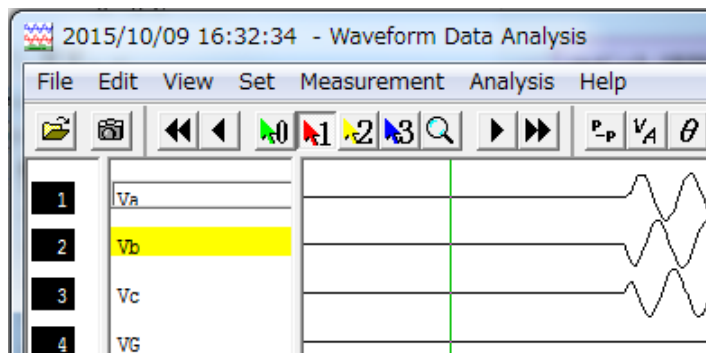 2015/10/09 16:32:34 - Waveform Data Analysis
File Edit View Set Measurement Analysis Help
0 1 2 3 P-P VA θ
1 Va
2 Vb
3 Vc
4 VG